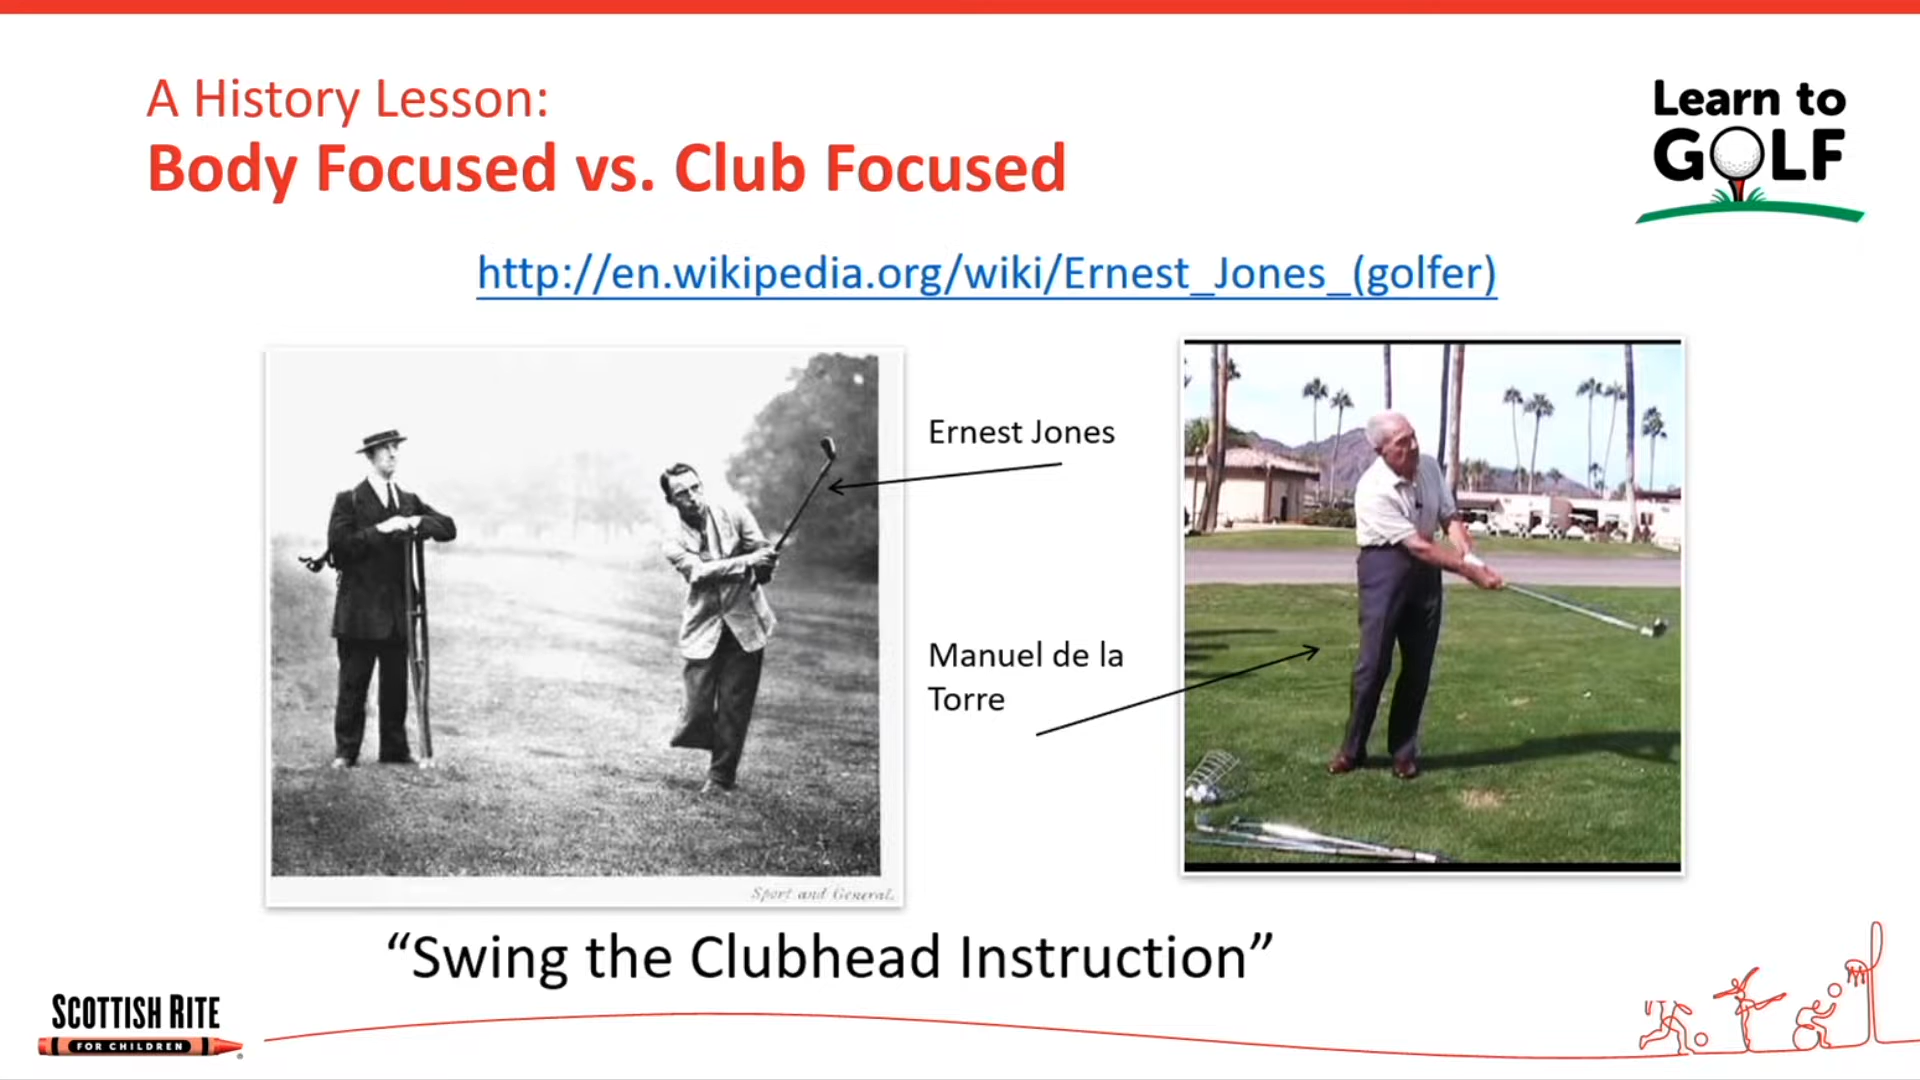 A History Lesson:
Body Focused vs. Club Focused
Learn to
GOLF
http://en.wikipedia.org/wiki/Ernest_Jones_(golfer)
Ernest Jones
Manuel de la
Torre
Sport and General.
“Swing the Clubhead Instruction”
SCOTTISH RITE
FOR CHILDREN